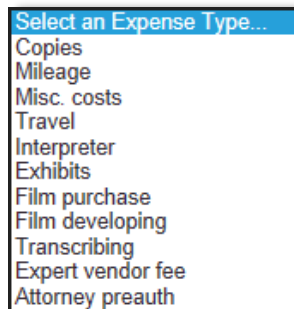 Select an Expense Type...
Copies
Mileage
Misc. costs
Travel
Interpreter
Exhibits
Film purchase
Film developing
Transcribing
Expert vendor fee
Attorney preauth